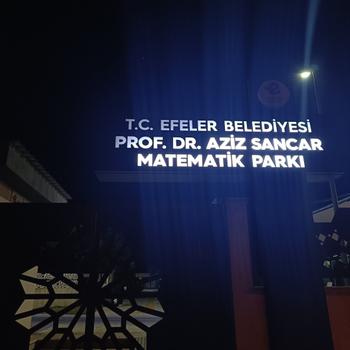 T.C. EFELER BELEDİYESİ
PROF. DR. AZİZ SANCAR
MATEMATİK PARKI